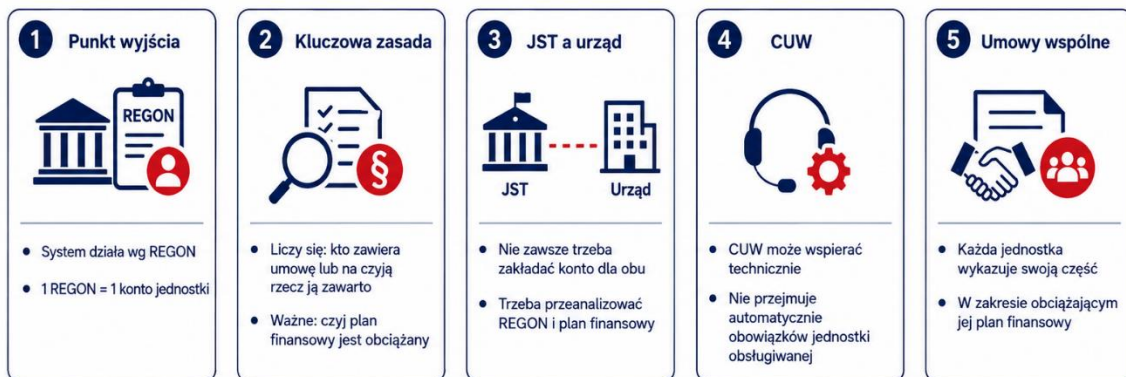 1 Punkt wyjścia
REGON
System działa wg REGON
1 REGON = 1 konto jednostki
2 Kluczowa zasada
§
Liczy się: kto zawiera
umowę lub na czyją
rzecz ją zawarto
Ważne: czyj plan
finansowy jest obciążany
3 JST a urząd
JST
Urząd
Nie zawsze trzeba
zakładać konto dla obu
Trzeba przeanalizować
REGON i plan finansowy
4 CUW
CUW może wspierać
technicznie
Nie przejmuje
automatycznie
obowiązków jednostki
obsługiwanej
5 Umowy wspólne
Każda jednostka
wykazuje swoją część
W zakresie obciążającym
jej plan finansowy